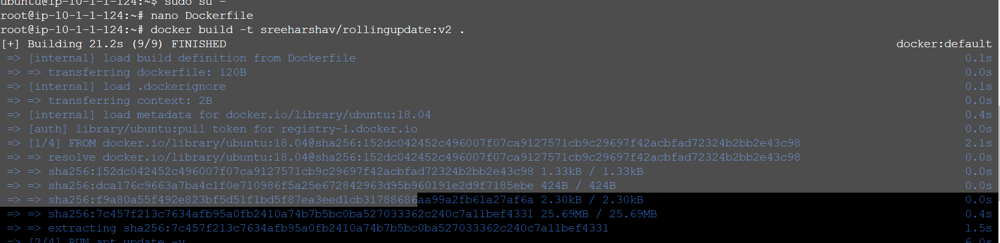 ubuntu@ip-10-1-1-124:~$ sudo su -
root@ip-10-1-1-124:~# nano Dockerfile
root@ip-10-1-1-124:~# docker build -t sreeharshav/rollingupdate:v2 .
[+] Building 21.2s (9/9) FINISHED docker:default
=> [internal] load build definition from Dockerfile 0.1s
=> => transferring dockerfile: 120B 0.0s
=> [internal] load .dockerignore 0.1s
=> => transferring context: 2B 0.0s
=> [internal] load metadata for docker.io/library/ubuntu:18.04 0.4s
=> [auth] library/ubuntu:pull token for registry-1.docker.io 0.0s
=> [1/4] FROM docker.io/library/ubuntu:18.04@sha256:152dc042452c496007f07ca9127571cb9c29697f42acbfad72324b2bb2e43c98 2.1s
=> => resolve docker.io/library/ubuntu:18.04@sha256:152dc042452c496007f07ca9127571cb9c29697f42acbfad72324b2bb2e43c98 0.0s
=> => sha256:152dc042452c496007f07ca9127571cb9c29697f42acbfad72324b2bb2e43c98 1.33kB / 1.33kB 0.0s
=> => sha256:dca176c9663a7ba4c1f0e710986f5a25e672842963d95b960191e2d9f7185ebe 424B / 424B 0.0s
=> => sha256:f9a80a55f492e823bf5d51f1bd5f87ea3eed1cb31788686aa99a2fb61a27af6a 2.30kB / 2.30kB 0.0s
=> => sha256:7c457f213c7634afb95a0fb2410a74b7b5bc0ba527033362c240c7a11bef4331 25.69MB / 25.69MB 0.4s
=> => extracting sha256:7c457f213c7634afb95a0fb2410a74b7b5bc0ba527033362c240c7a11bef4331 1.5s
=> [2/4] RUN apt update -y 6.0s